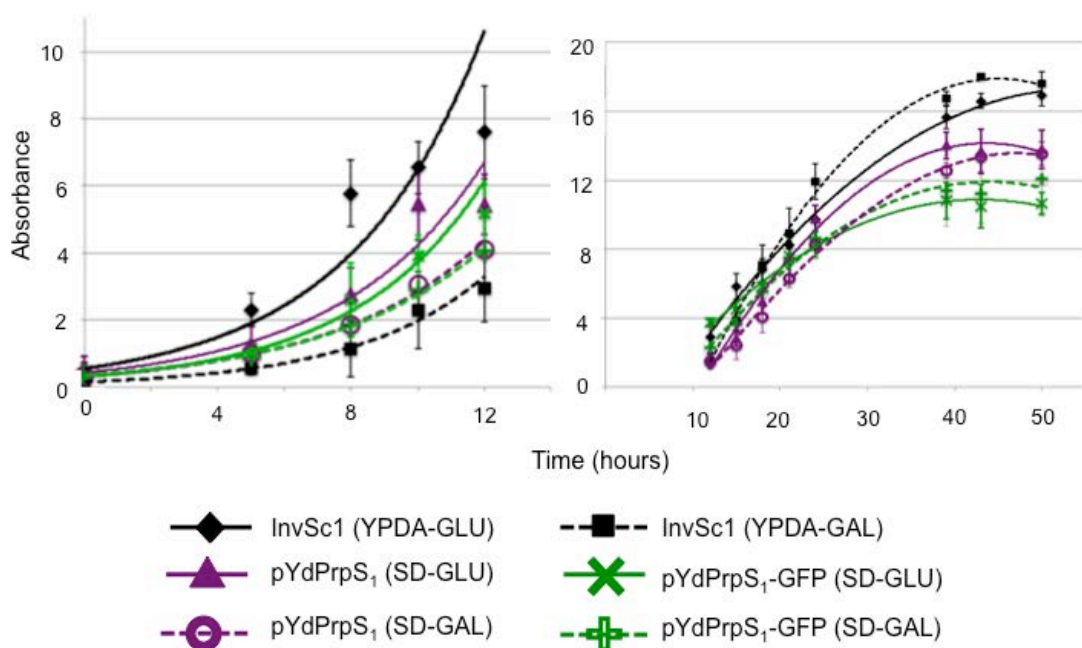 Absorbance
10
8
6
4
2
0
0
4
8
12
20
16
12
8
4
0
10
20
30
40
50
Time (hours)
InvSc1 (YPDA-GLU)
InvSc1 (YPDA-GAL)
pYdPrpS₁ (SD-GLU)
pYdPrpS₁-GFP (SD-GLU)
pYdPrpS₁ (SD-GAL)
pYdPrpS₁-GFP (SD-GAL)